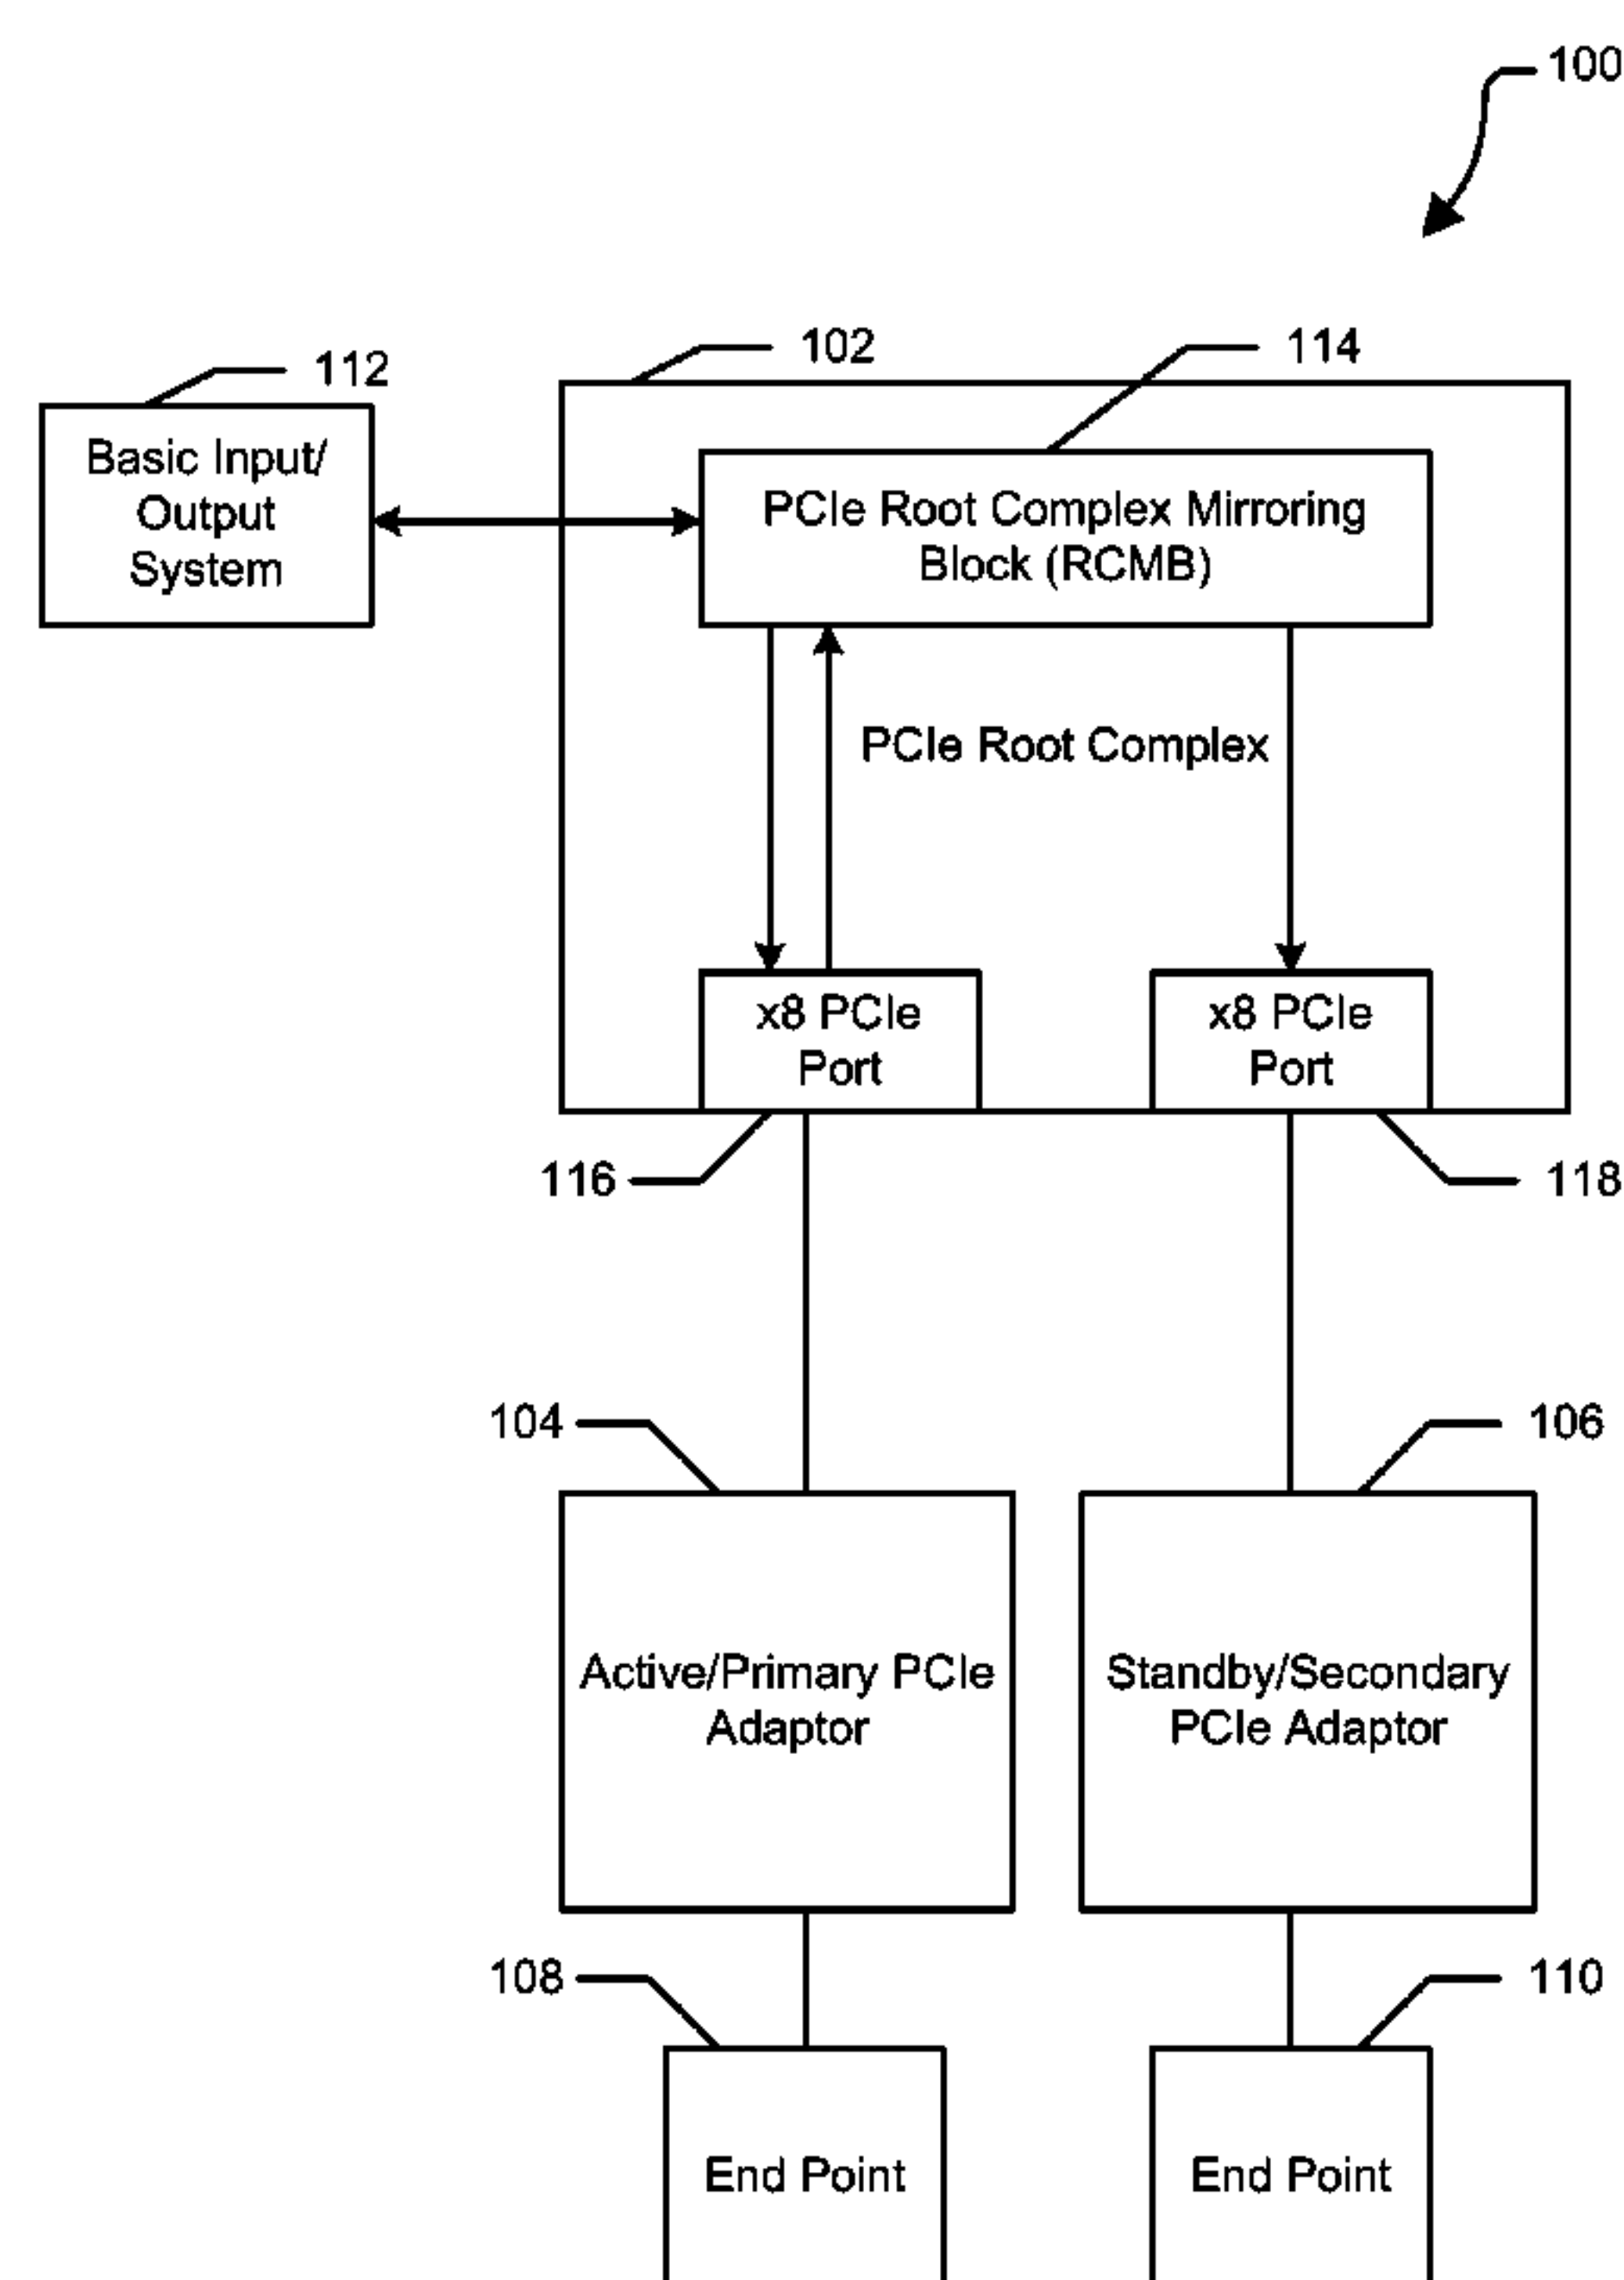 100
102
114
112
Basic Input/
Output
System
PCIe Root Complex Mirroring
Block (RCMB)
PCIe Root Complex
x8 PCIe
Port
x8 PCIe
Port
116
118
104
106
Active/Primary PCIe
Adaptor
Standby/Secondary
PCIe Adaptor
108
110
End Point
End Point